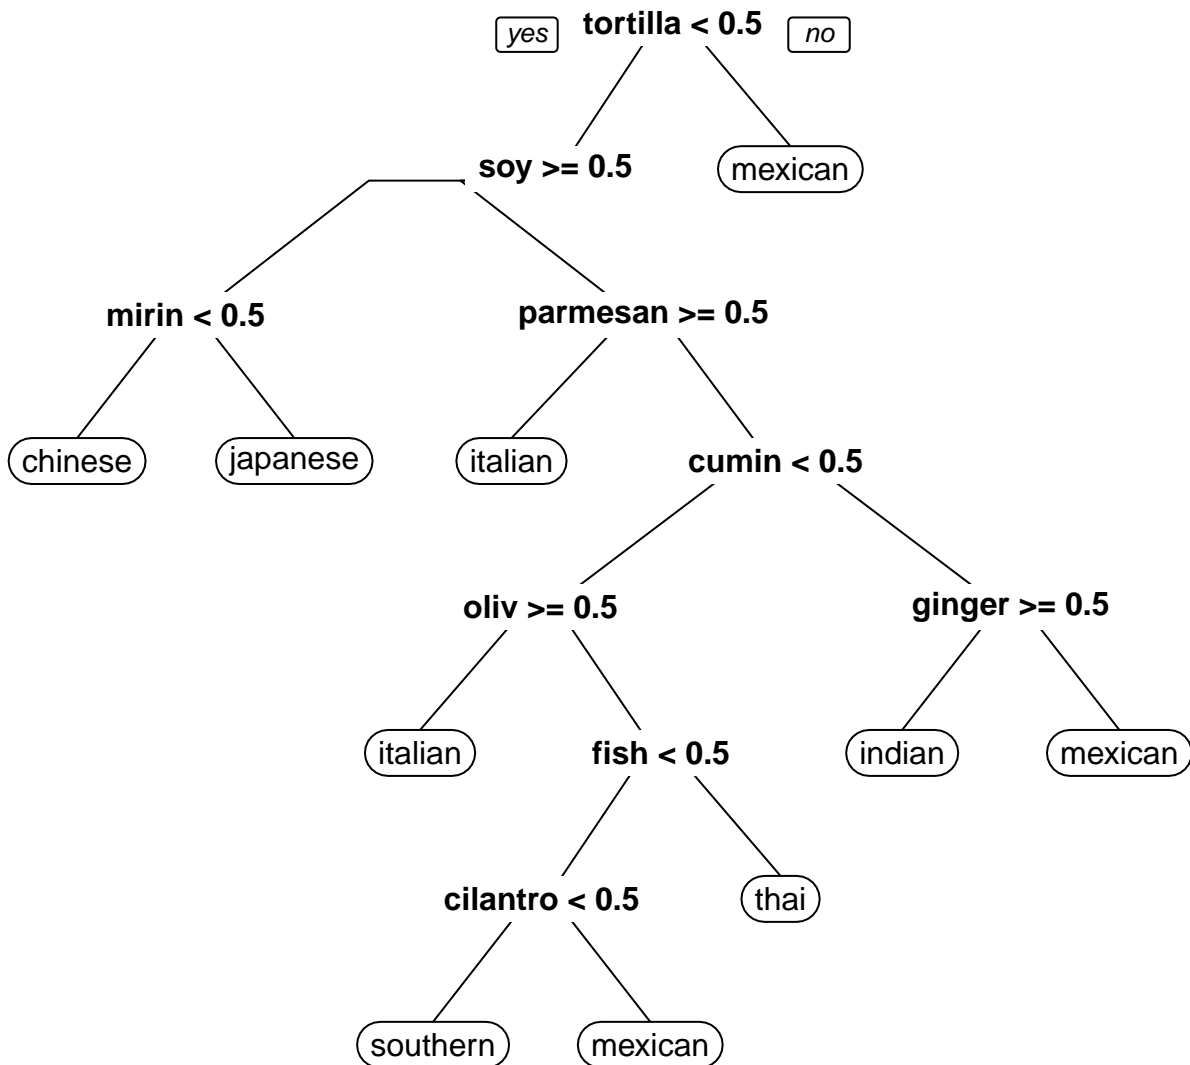 yes tortilla < 0.5 no
soy >= 0.5 mexican
mirin < 0.5 parmesan >= 0.5
chinese japanese italian cumin < 0.5
oliv >= 0.5 ginger >= 0.5
italian fish < 0.5 indian mexican
cilantro < 0.5 thai
southern mexican